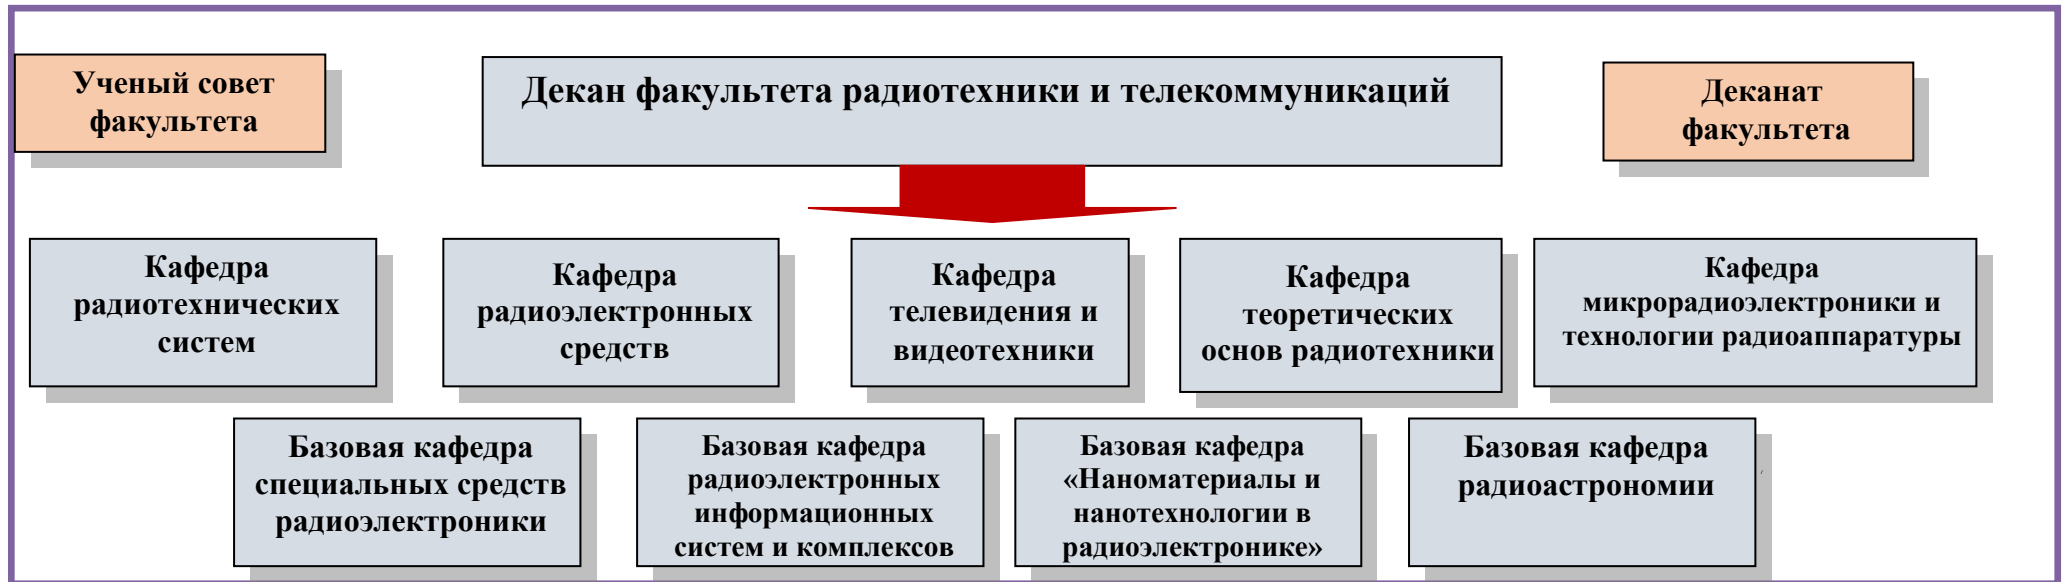 Ученый совет
факультета
Декан факультета радиотехники и телекоммуникаций
Деканат
факультета
Кафедра
радиотехнических
систем
Кафедра
радиоэлектронных
средств
Кафедра
телевидения и
видеотехники
Кафедра
теоретических
основ радиотехники
Кафедра
микрорадиоэлектроники и
технологии радиоаппаратуры
Базовая кафедра
специальных средств
радиоэлектроники
Базовая кафедра
радиоэлектронных
информационных
систем и комплексов
Базовая кафедра
«Наноматериалы и
нанотехнологии в
радиоэлектронике»
Базовая кафедра
радиоастрономии